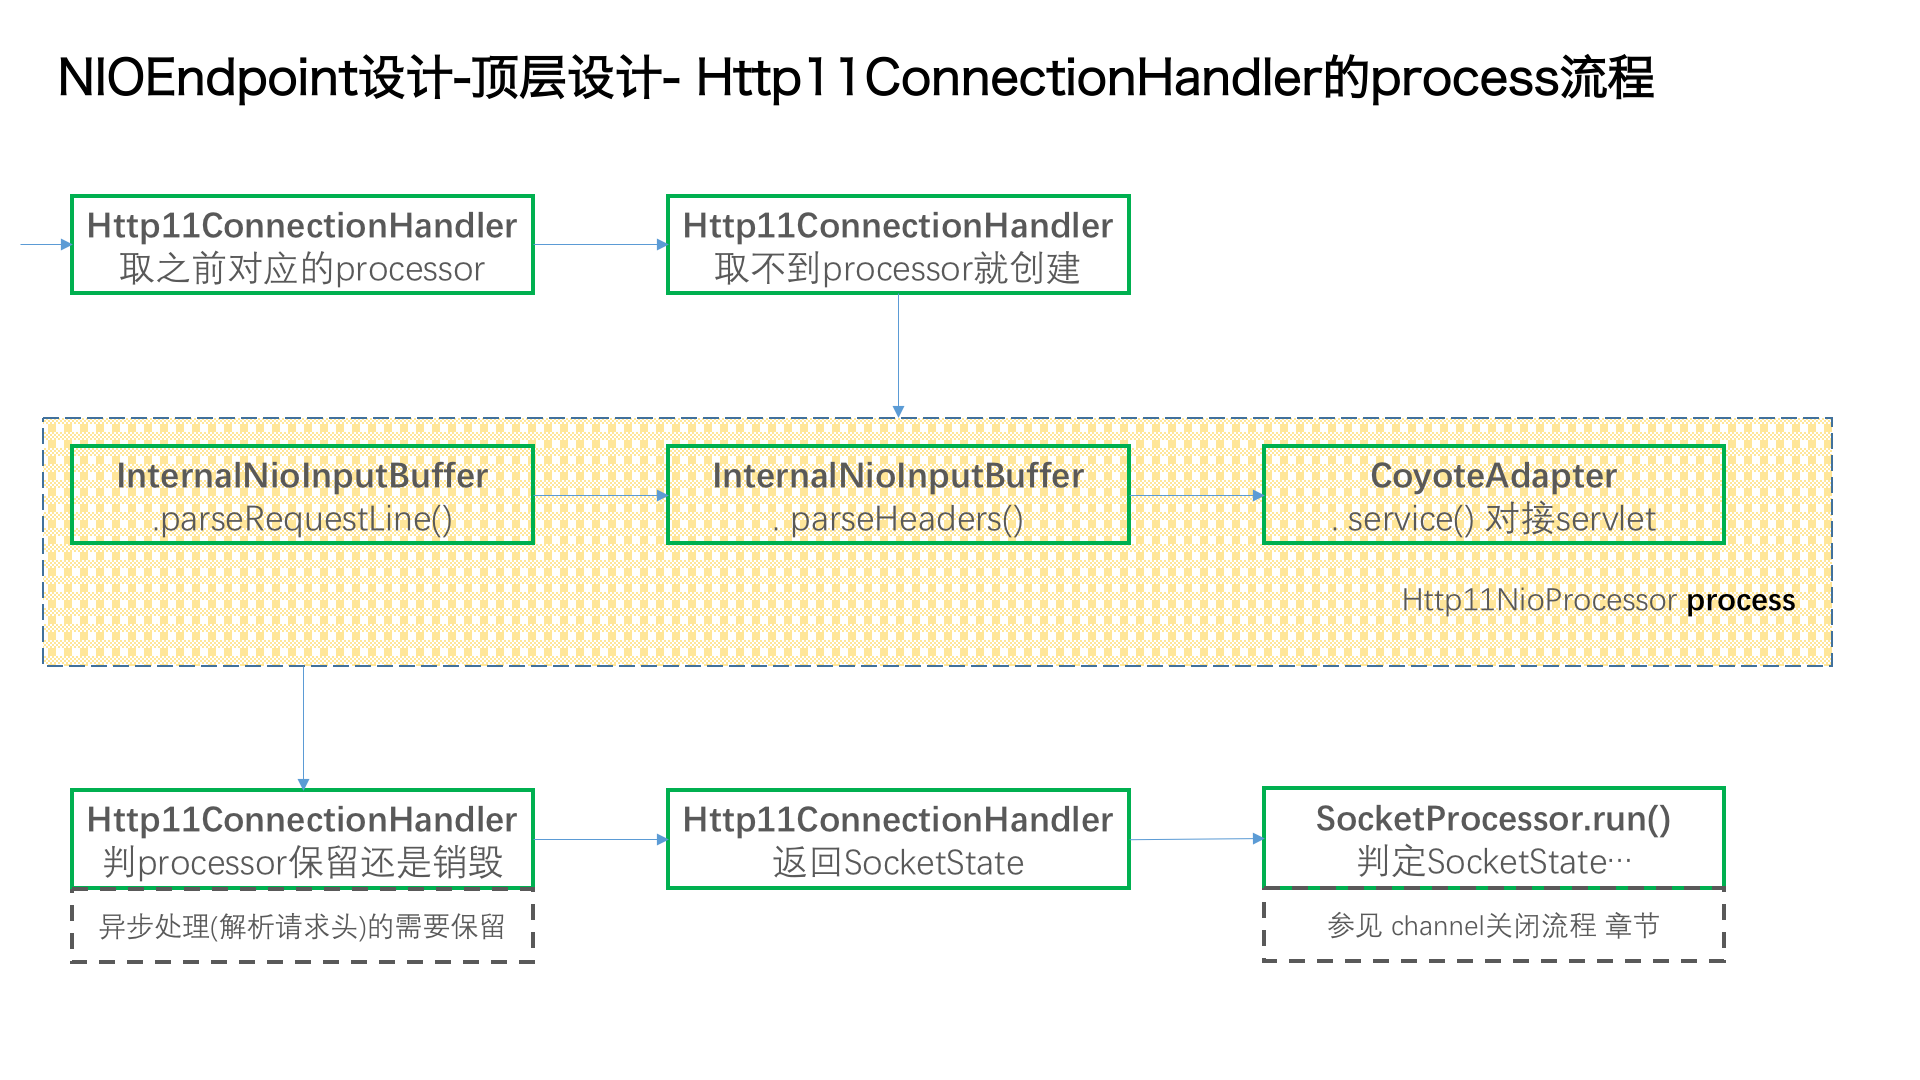 NIOEndpoint设计-顶层设计- Http11ConnectionHandler的process流程
Http11ConnectionHandler
取之前对应的processor
Http11ConnectionHandler
取不到processor就创建
InternalNioInputBuffer
.parseRequestLine()
InternalNioInputBuffer
. parseHeaders()
CoyoteAdapter
. service() 对接servlet
Http11NioProcessor process
Http11ConnectionHandler
判processor保留还是销毁
异步处理(解析请求头)的需要保留
Http11ConnectionHandler
返回SocketState
SocketProcessor.run()
判定SocketState…
参见 channel关闭流程 章节